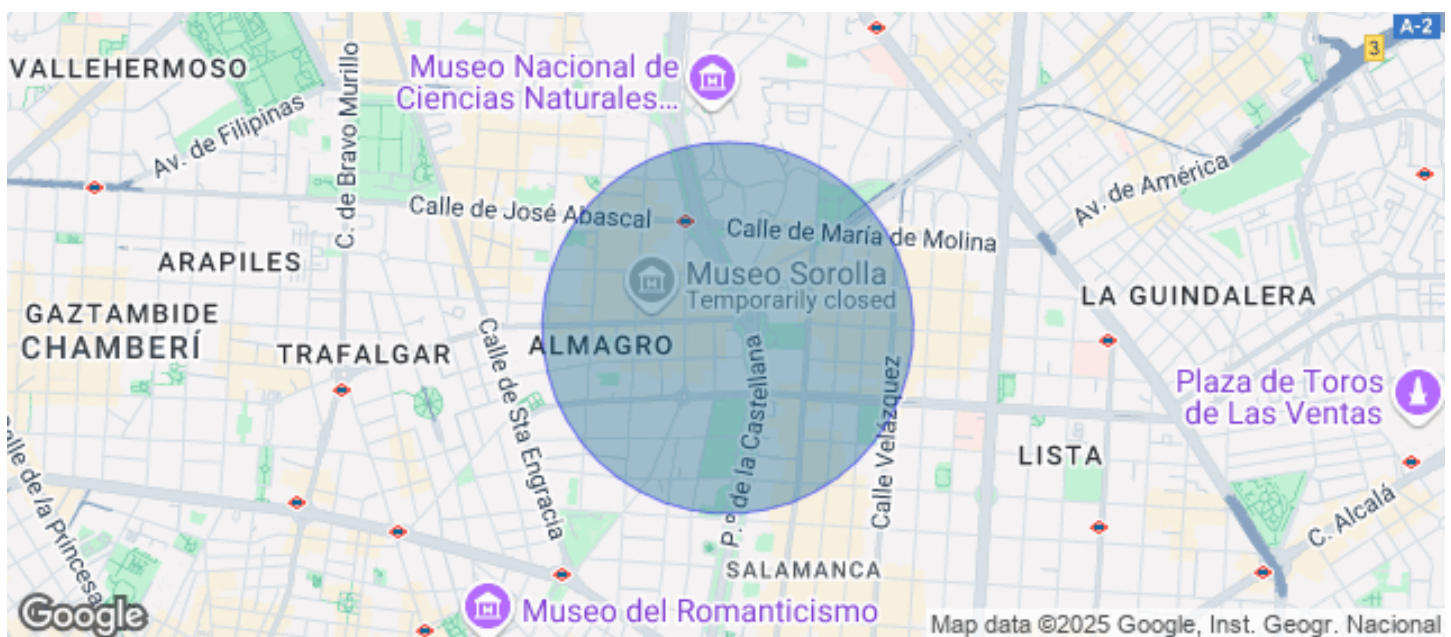 A-2
3
VALLEHERMOSO
Museo Nacional de
Ciencias Naturales...
Av. de Filipinas
C. de Bravo Murillo
Av. de América
Calle de José Abascal
Calle de María de Molina
ARAPILES
Museo Sorolla
Temporarily closed
LA GUINDALERA
GAZTAMBIDE
CHAMBERÍ
TRAFALGAR
ALMAGRO
Calle de Sta Engracia
P.º de la Castellana
Calle Velázquez
Plaza de Toros
de Las Ventas
LISTA
Calle de la Princesa
C. Alcalá
SALAMANCA
Museo del Romanticismo
Google
Map data ©2025 Google, Inst. Geogr. Nacional